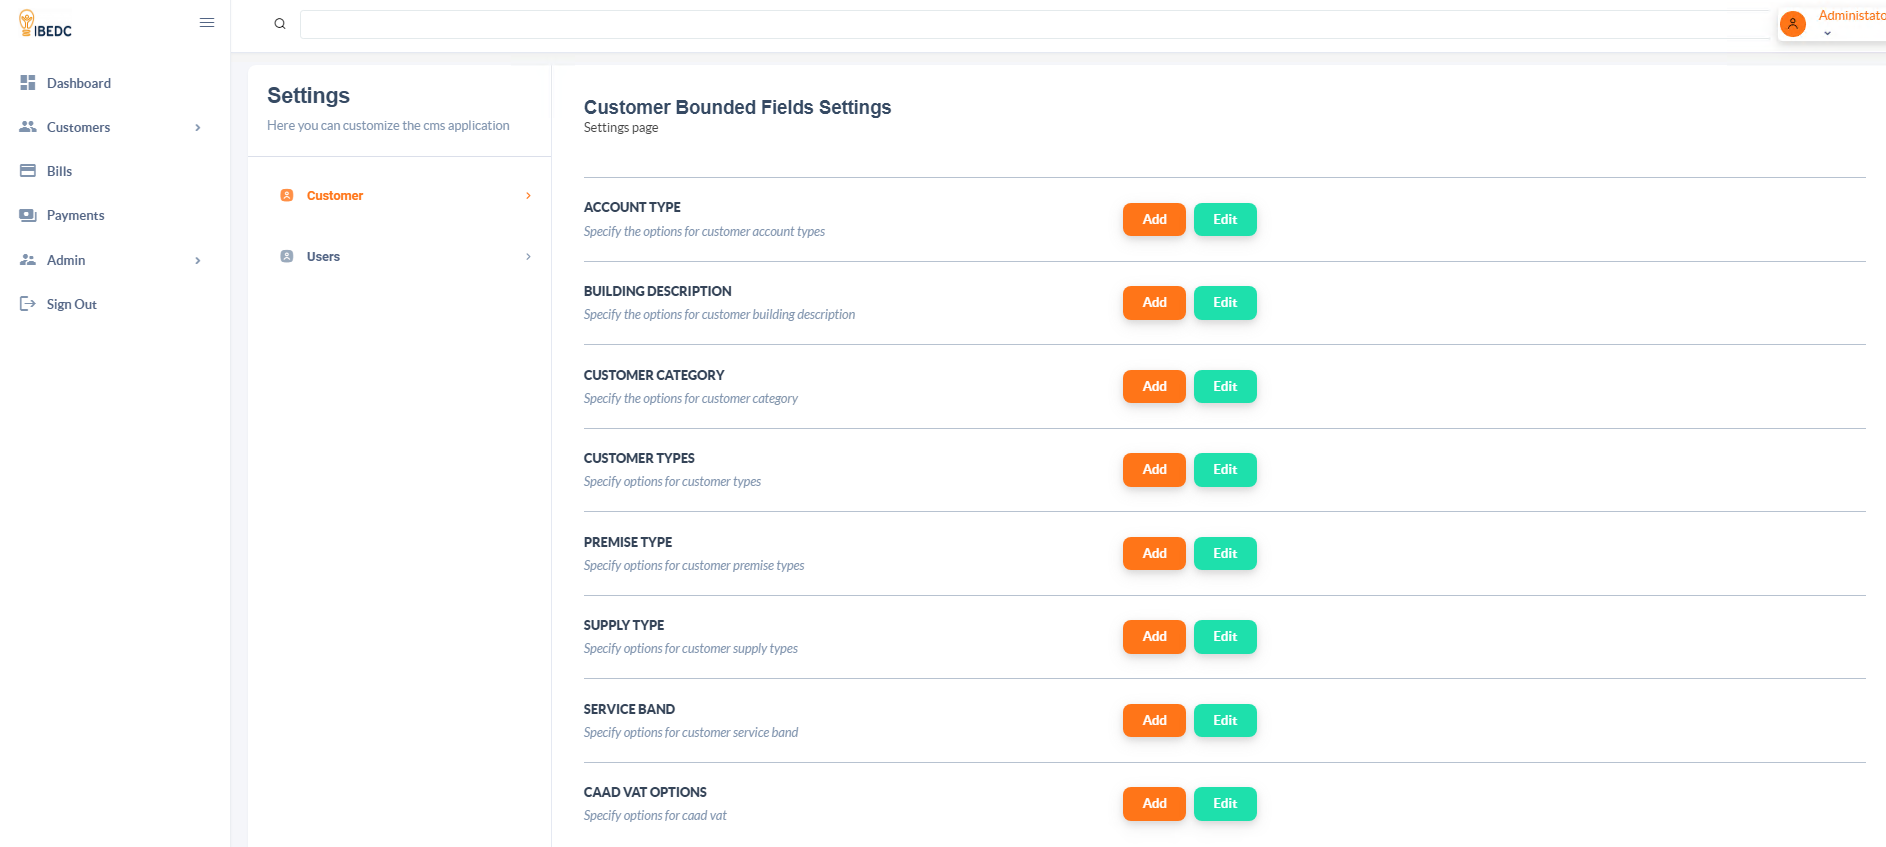 IBEDC
Dashboard
Customers
Bills
Payments
Admin
Sign Out
Administato
Settings
Here you can customize the cms application
Customer
Users
Customer Bounded Fields Settings
Settings page
ACCOUNT TYPE
Specify the options for customer account types
Add Edit
BUILDING DESCRIPTION
Specify the options for customer building description
Add Edit
CUSTOMER CATEGORY
Specify the options for customer category
Add Edit
CUSTOMER TYPES
Specify options for customer types
Add Edit
PREMISE TYPE
Specify options for customer premise types
Add Edit
SUPPLY TYPE
Specify options for customer supply types
Add Edit
SERVICE BAND
Specify options for customer service band
Add Edit
CAAD VAT OPTIONS
Specify options for caad vat
Add Edit